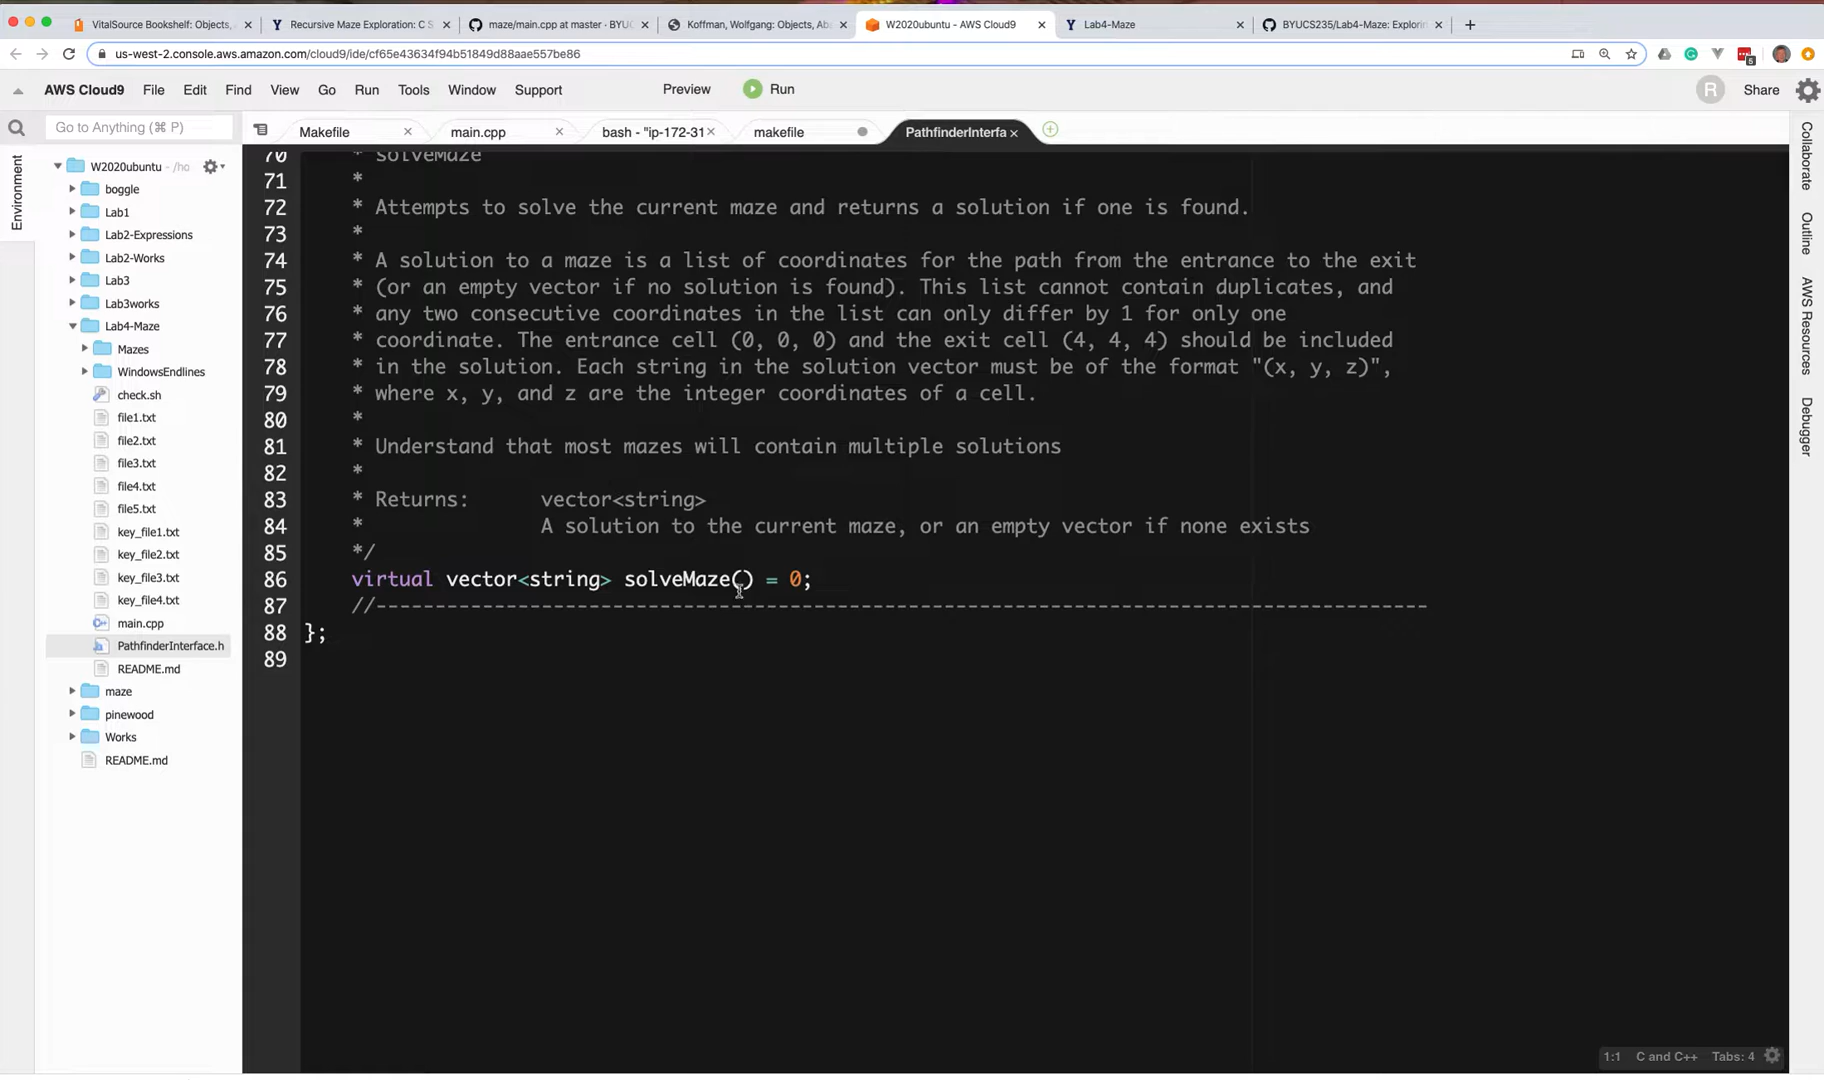 VitalSource Bookshelf: Objects, A
Recursive Maze Exploration: C S
maze/main.cpp at master · BYUC
Koffman, Wolfgang: Objects, Abs
W2020ubuntu - AWS Cloud9
Lab4-Maze
BYUCS235/Lab4-Maze: Explorin
us-west-2.console.aws.amazon.com/cloud9/ide/cf65e43634f94b51849d88aae557be86
AWS Cloud9 File Edit Find View Go Run Tools Window Support Preview Run R Share
Go to Anything (⌘ P)
Makefile main.cpp bash - "ip-172-31 makefile PathfinderInterfa
Environment
W2020ubuntu - /ho
boggle
Lab1
Lab2-Expressions
Lab2-Works
Lab3
Lab3works
Lab4-Maze
Mazes
WindowsEndlines
check.sh
file1.txt
file2.txt
file3.txt
file4.txt
file5.txt
key_file1.txt
key_file2.txt
key_file3.txt
key_file4.txt
main.cpp
PathfinderInterface.h
README.md
maze
pinewood
Works
README.md
70 * solveMaze
71 *
72 * Attempts to solve the current maze and returns a solution if one is found.
73 *
74 * A solution to a maze is a list of coordinates for the path from the entrance to the exit
75 * (or an empty vector if no solution is found). This list cannot contain duplicates, and
76 * any two consecutive coordinates in the list can only differ by 1 for only one
77 * coordinate. The entrance cell (0, 0, 0) and the exit cell (4, 4, 4) should be included
78 * in the solution. Each string in the solution vector must be of the format "(x, y, z)",
79 * where x, y, and z are the integer coordinates of a cell.
80 *
81 * Understand that most mazes will contain multiple solutions
82 *
83 * Returns: vector<string>
84 * A solution to the current maze, or an empty vector if none exists
85 */
86 virtual vector<string> solveMaze() = 0;
87 //-----------------------------------------------------------------------------------------
88 };
89
Collaborate
Outline
AWS Resources
Debugger
1:1 C and C++ Tabs: 4